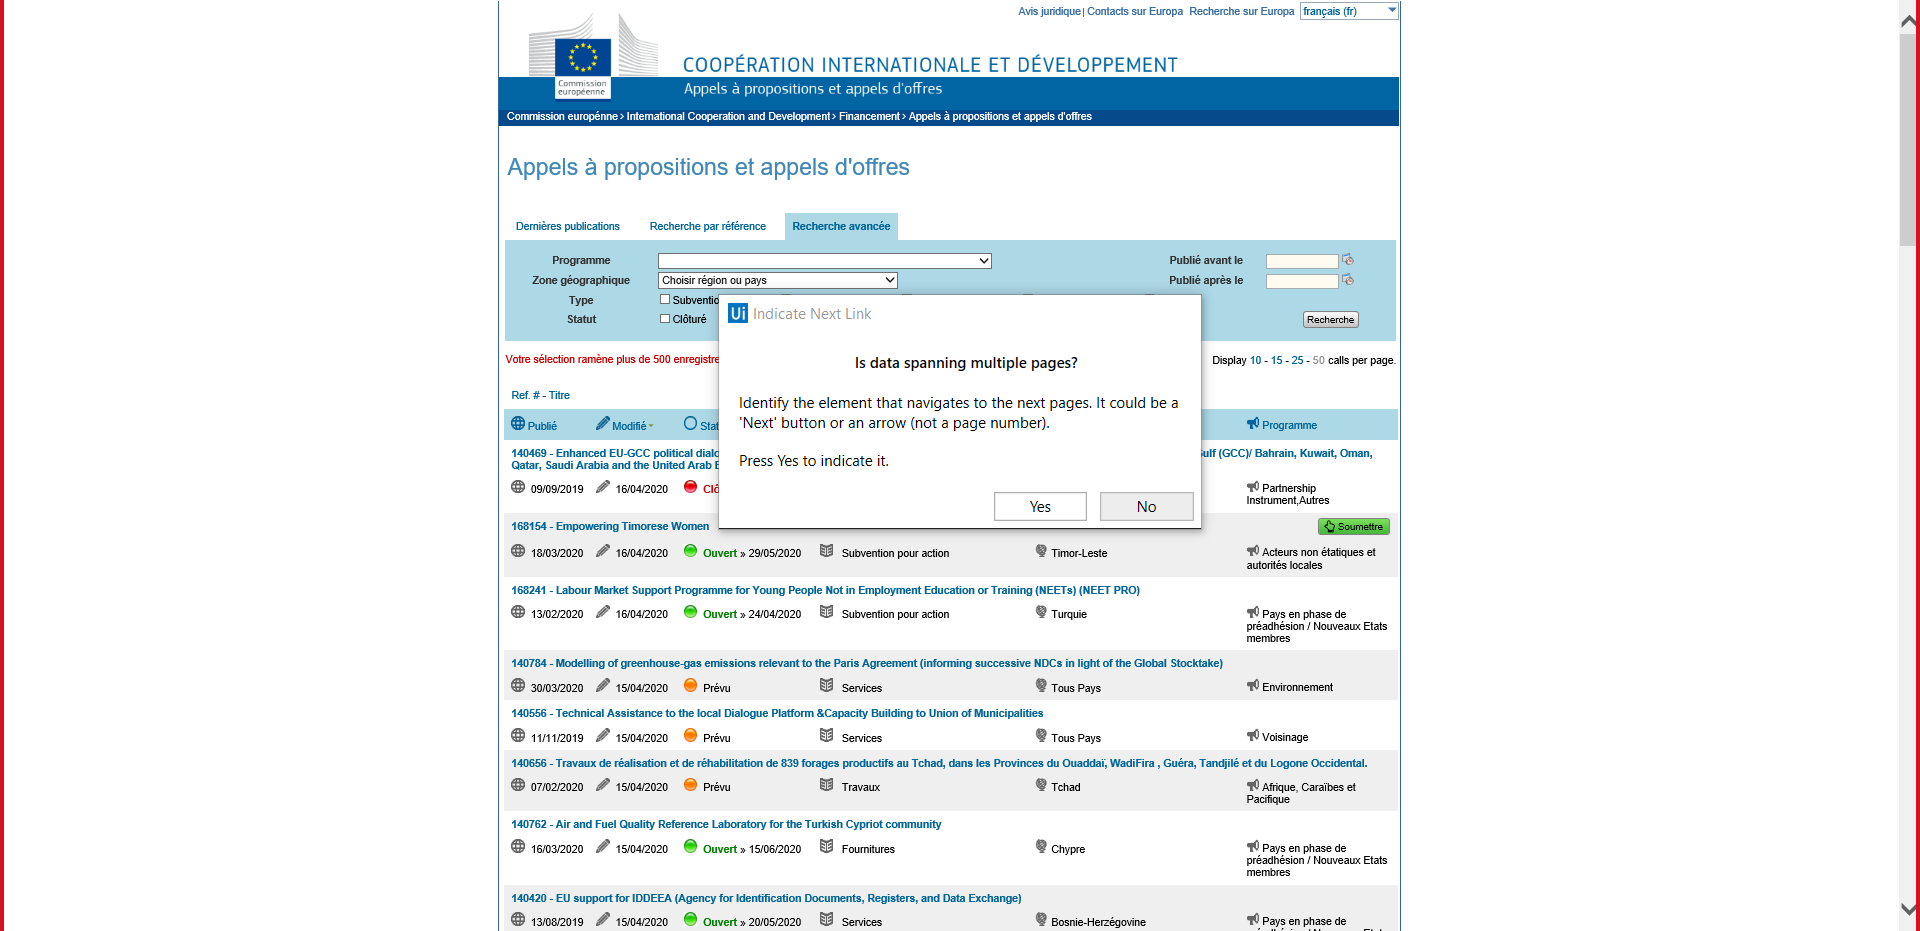 Avis juridique| Contacts sur Europa Recherche sur Europa français (fr)
Commission
européenne
COOPÉRATION INTERNATIONALE ET DÉVELOPPEMENT
Appels à propositions et appels d'offres
Commission europénne > International Cooperation and Development > Financement > Appels à propositions et appels d'offres
Appels à propositions et appels d'offres
Dernières publications Recherche par référence Recherche avancée
Programme Publié avant le
Zone géographique Choisir région ou pays Publié après le
Type Subventio
Statut Clôturé Recherche
Votre sélection ramène plus de 500 enregistre Display 10 - 15 - 25 - 50 calls per page.
Ui Indicate Next Link
Is data spanning multiple pages?
Identify the element that navigates to the next pages. It could be a
'Next' button or an arrow (not a page number).
Press Yes to indicate it.
Yes No
Ref. # - Titre
Publié Modifié Stat Programme
140469 - Enhanced EU-GCC political dialo ulf (GCC)/ Bahrain, Kuwait, Oman,
Qatar, Saudi Arabia and the United Arab E
09/09/2019 16/04/2020 Clô Partnership
Instrument,Autres
168154 - Empowering Timorese Women Soumettre
18/03/2020 16/04/2020 Ouvert » 29/05/2020 Subvention pour action Timor-Leste Acteurs non étatiques et
autorités locales
168241 - Labour Market Support Programme for Young People Not in Employment Education or Training (NEETs) (NEET PRO)
13/02/2020 16/04/2020 Ouvert » 24/04/2020 Subvention pour action Turquie Pays en phase de
préadhésion / Nouveaux Etats
membres
140784 - Modelling of greenhouse-gas emissions relevant to the Paris Agreement (informing successive NDCs in light of the Global Stocktake)
30/03/2020 15/04/2020 Prévu Services Tous Pays Environnement
140556 - Technical Assistance to the local Dialogue Platform &Capacity Building to Union of Municipalities
11/11/2019 15/04/2020 Prévu Services Tous Pays Voisinage
140656 - Travaux de réalisation et de réhabilitation de 839 forages productifs au Tchad, dans les Provinces du Ouaddaï, WadiFira , Guéra, Tandjilé et du Logone Occidental.
07/02/2020 15/04/2020 Prévu Travaux Tchad Afrique, Caraïbes et
Pacifique
140762 - Air and Fuel Quality Reference Laboratory for the Turkish Cypriot community
16/03/2020 15/04/2020 Ouvert » 15/06/2020 Fournitures Chypre Pays en phase de
préadhésion / Nouveaux Etats
membres
140420 - EU support for IDDEEA (Agency for Identification Documents, Registers, and Data Exchange)
13/08/2019 15/04/2020 Ouvert » 20/05/2020 Services Bosnie-Herzégovine Pays en phase de